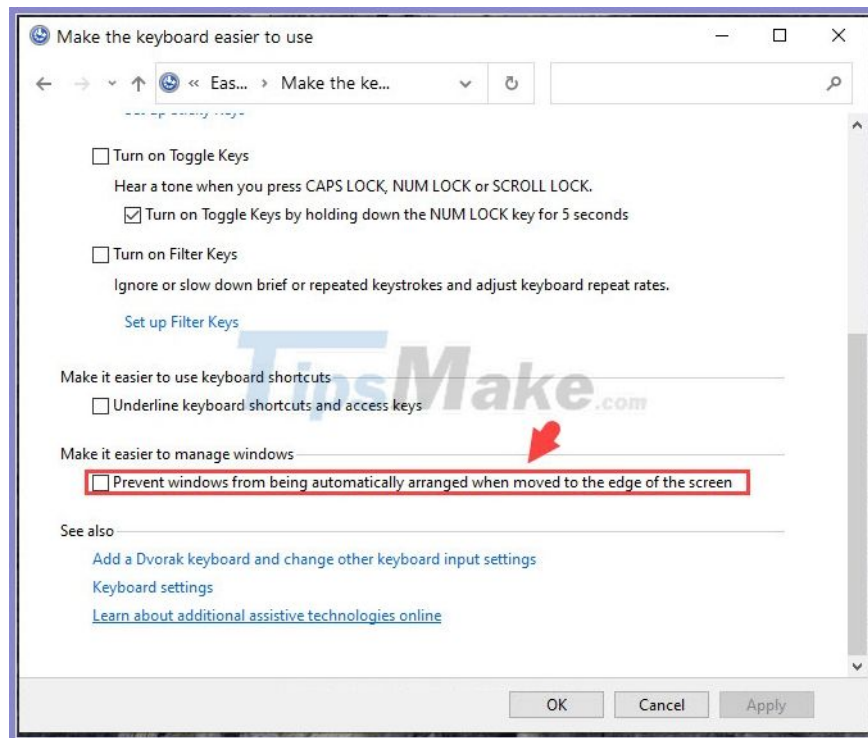 Make the keyboard easier to use
« Eas... › Make the ke...
Turn on Toggle Keys
Hear a tone when you press CAPS LOCK, NUM LOCK or SCROLL LOCK.
Turn on Toggle Keys by holding down the NUM LOCK key for 5 seconds
Turn on Filter Keys
Ignore or slow down brief or repeated keystrokes and adjust keyboard repeat rates.
Set up Filter Keys
TipsMake.com
Make it easier to use keyboard shortcuts
Underline keyboard shortcuts and access keys
Make it easier to manage windows
Prevent windows from being automatically arranged when moved to the edge of the screen
See also
Add a Dvorak keyboard and change other keyboard input settings
Keyboard settings
Learn about additional assistive technologies online
OK Cancel Apply